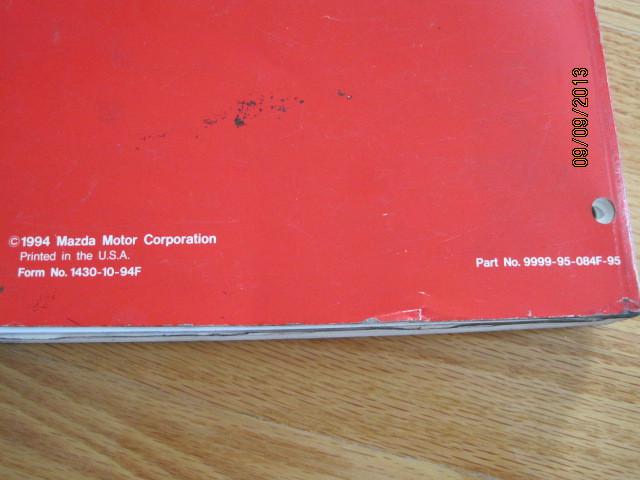 09/09/2013
©1994 Mazda Motor Corporation
Printed in the U.S.A.
Form No. 1430-10-94F
Part No. 9999-95-084F-95